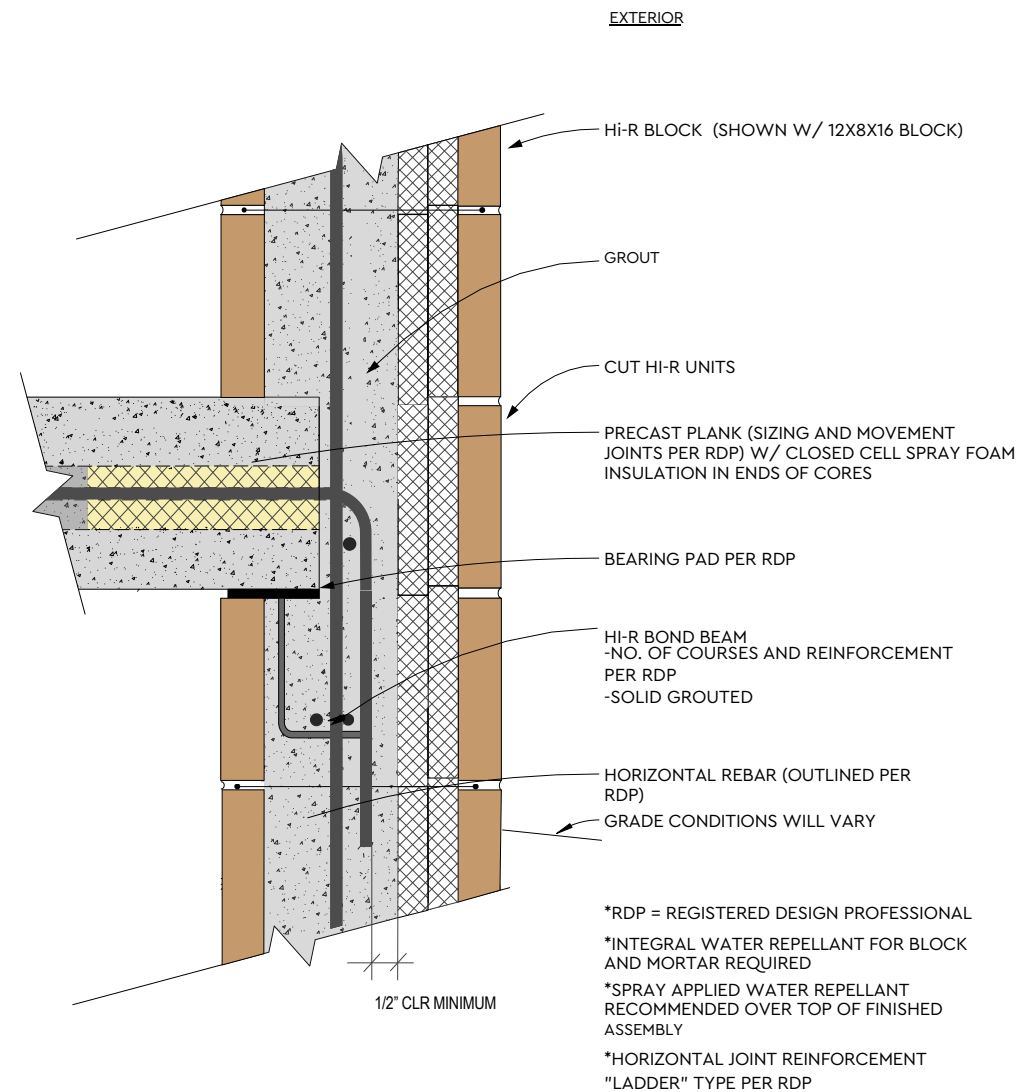 EXTERIOR
Hi-R BLOCK (SHOWN W/ 12X8X16 BLOCK)
GROUT
CUT HI-R UNITS
PRECAST PLANK (SIZING AND MOVEMENT
JOINTS PER RDP) W/ CLOSED CELL SPRAY FOAM
INSULATION IN ENDS OF CORES
BEARING PAD PER RDP
HI-R BOND BEAM
-NO. OF COURSES AND REINFORCEMENT
PER RDP
-SOLID GROUTED
HORIZONTAL REBAR (OUTLINED PER
RDP)
GRADE CONDITIONS WILL VARY
*RDP = REGISTERED DESIGN PROFESSIONAL
*INTEGRAL WATER REPELLANT FOR BLOCK
AND MORTAR REQUIRED
*SPRAY APPLIED WATER REPELLANT
RECOMMENDED OVER TOP OF FINISHED
ASSEMBLY
*HORIZONTAL JOINT REINFORCEMENT
"LADDER" TYPE PER RDP
1/2" CLR MINIMUM